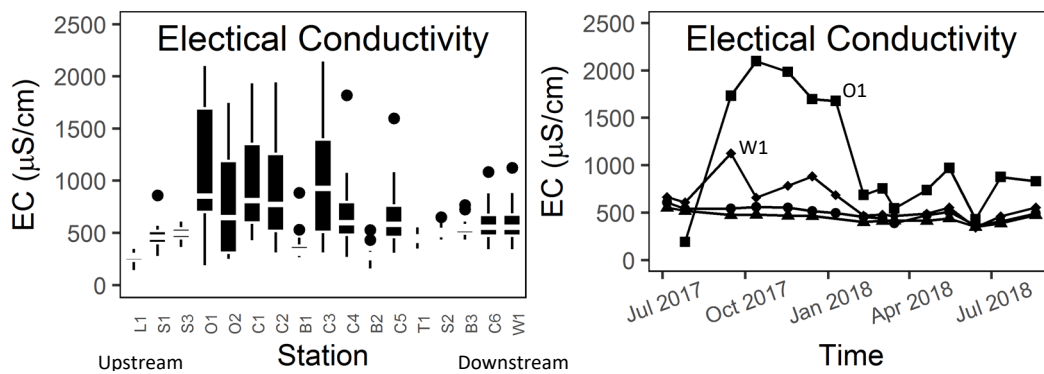 Electical Conductivity
EC (µS/cm)
2500
2000
1500
1000
500
0
L1 S1 S3 O1 O2 C1 C2 B1 C3 C4 B2 C5 T1 S2 B3 C6 W1
Upstream Station Downstream
Electical Conductivity
EC (µS/cm)
2500
2000
1500
1000
500
0
O1
W1
Jul 2017 Oct 2017 Jan 2018 Apr 2018 Jul 2018
Time